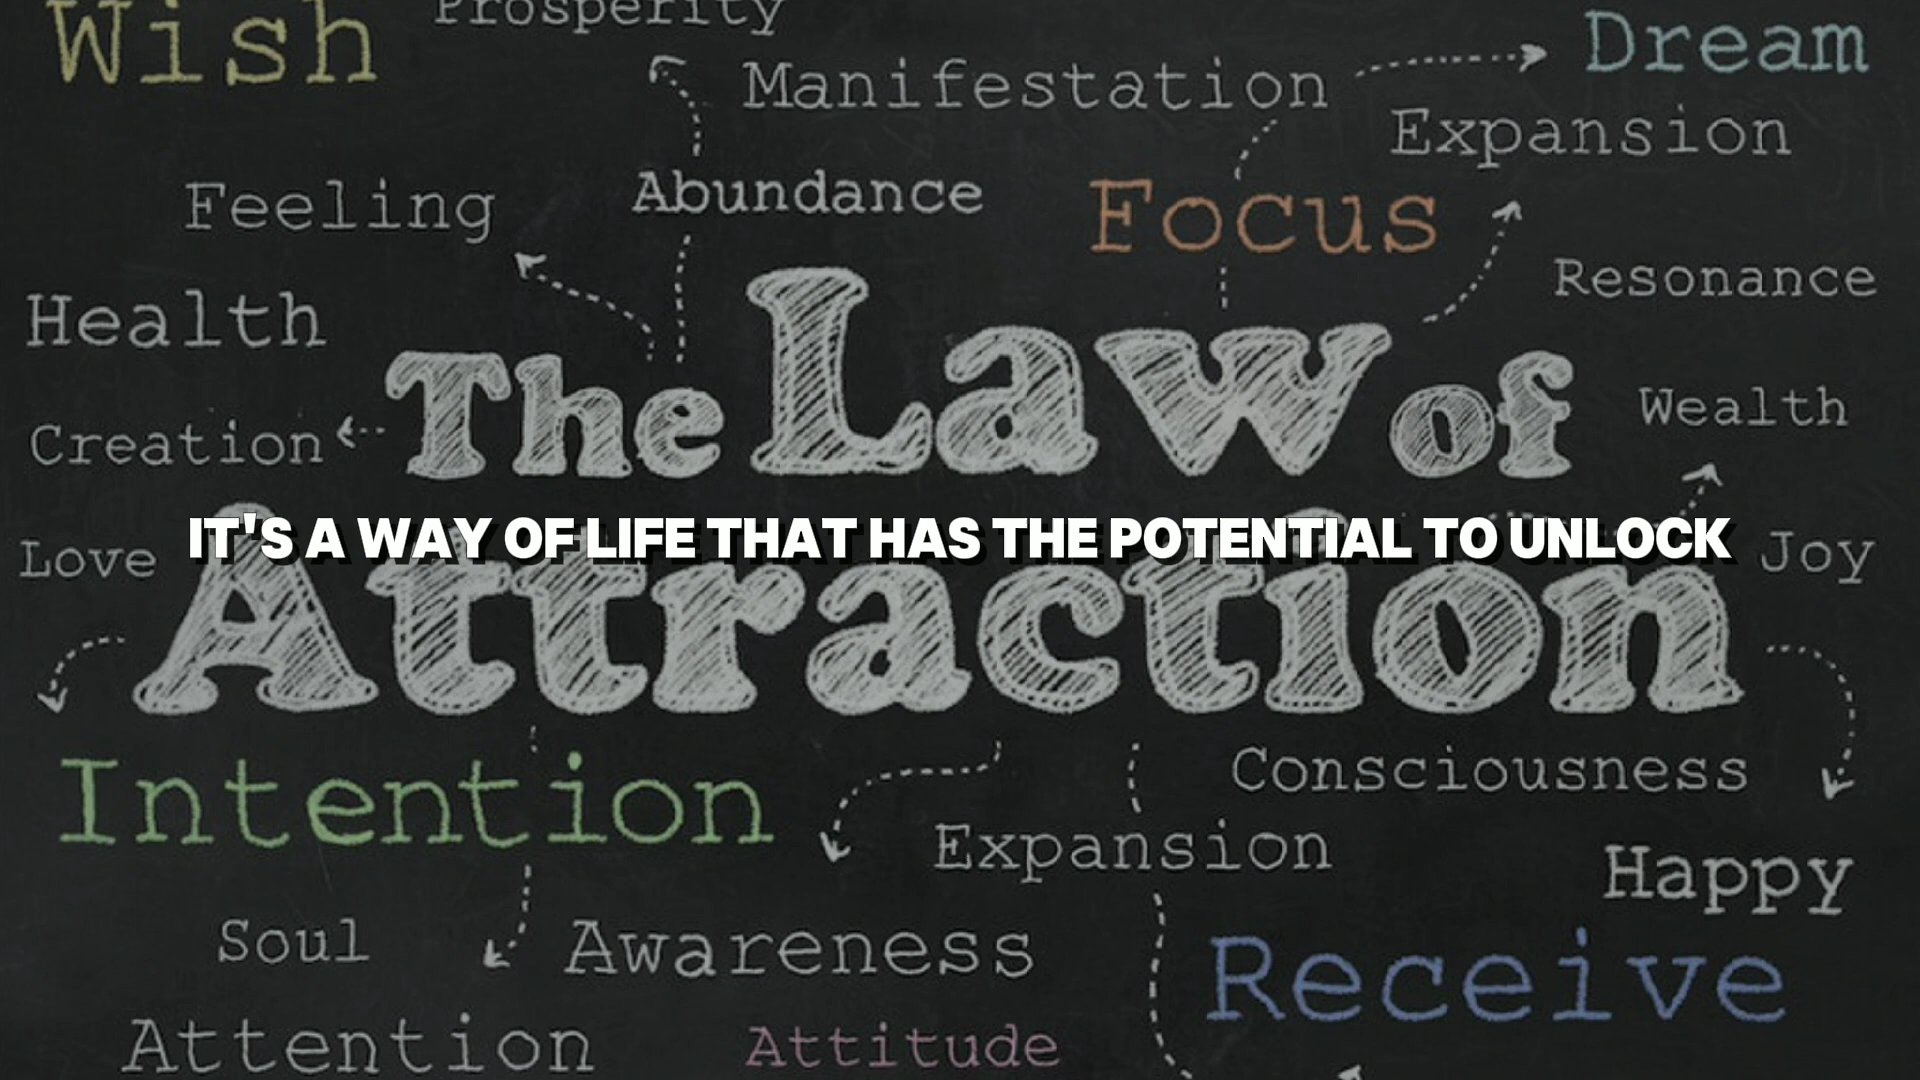 Wish
Prosperity
Dream
Manifestation
Expansion
Feeling
Abundance
Focus
Resonance
Health
The Law of
Wealth
Creation
IT'S A WAY OF LIFE THAT HAS THE POTENTIAL TO UNLOCK
Love
Joy
Attraction
Intention
Consciousness
Expansion
Happy
Soul
Awareness
Receive
Attention
Attitude